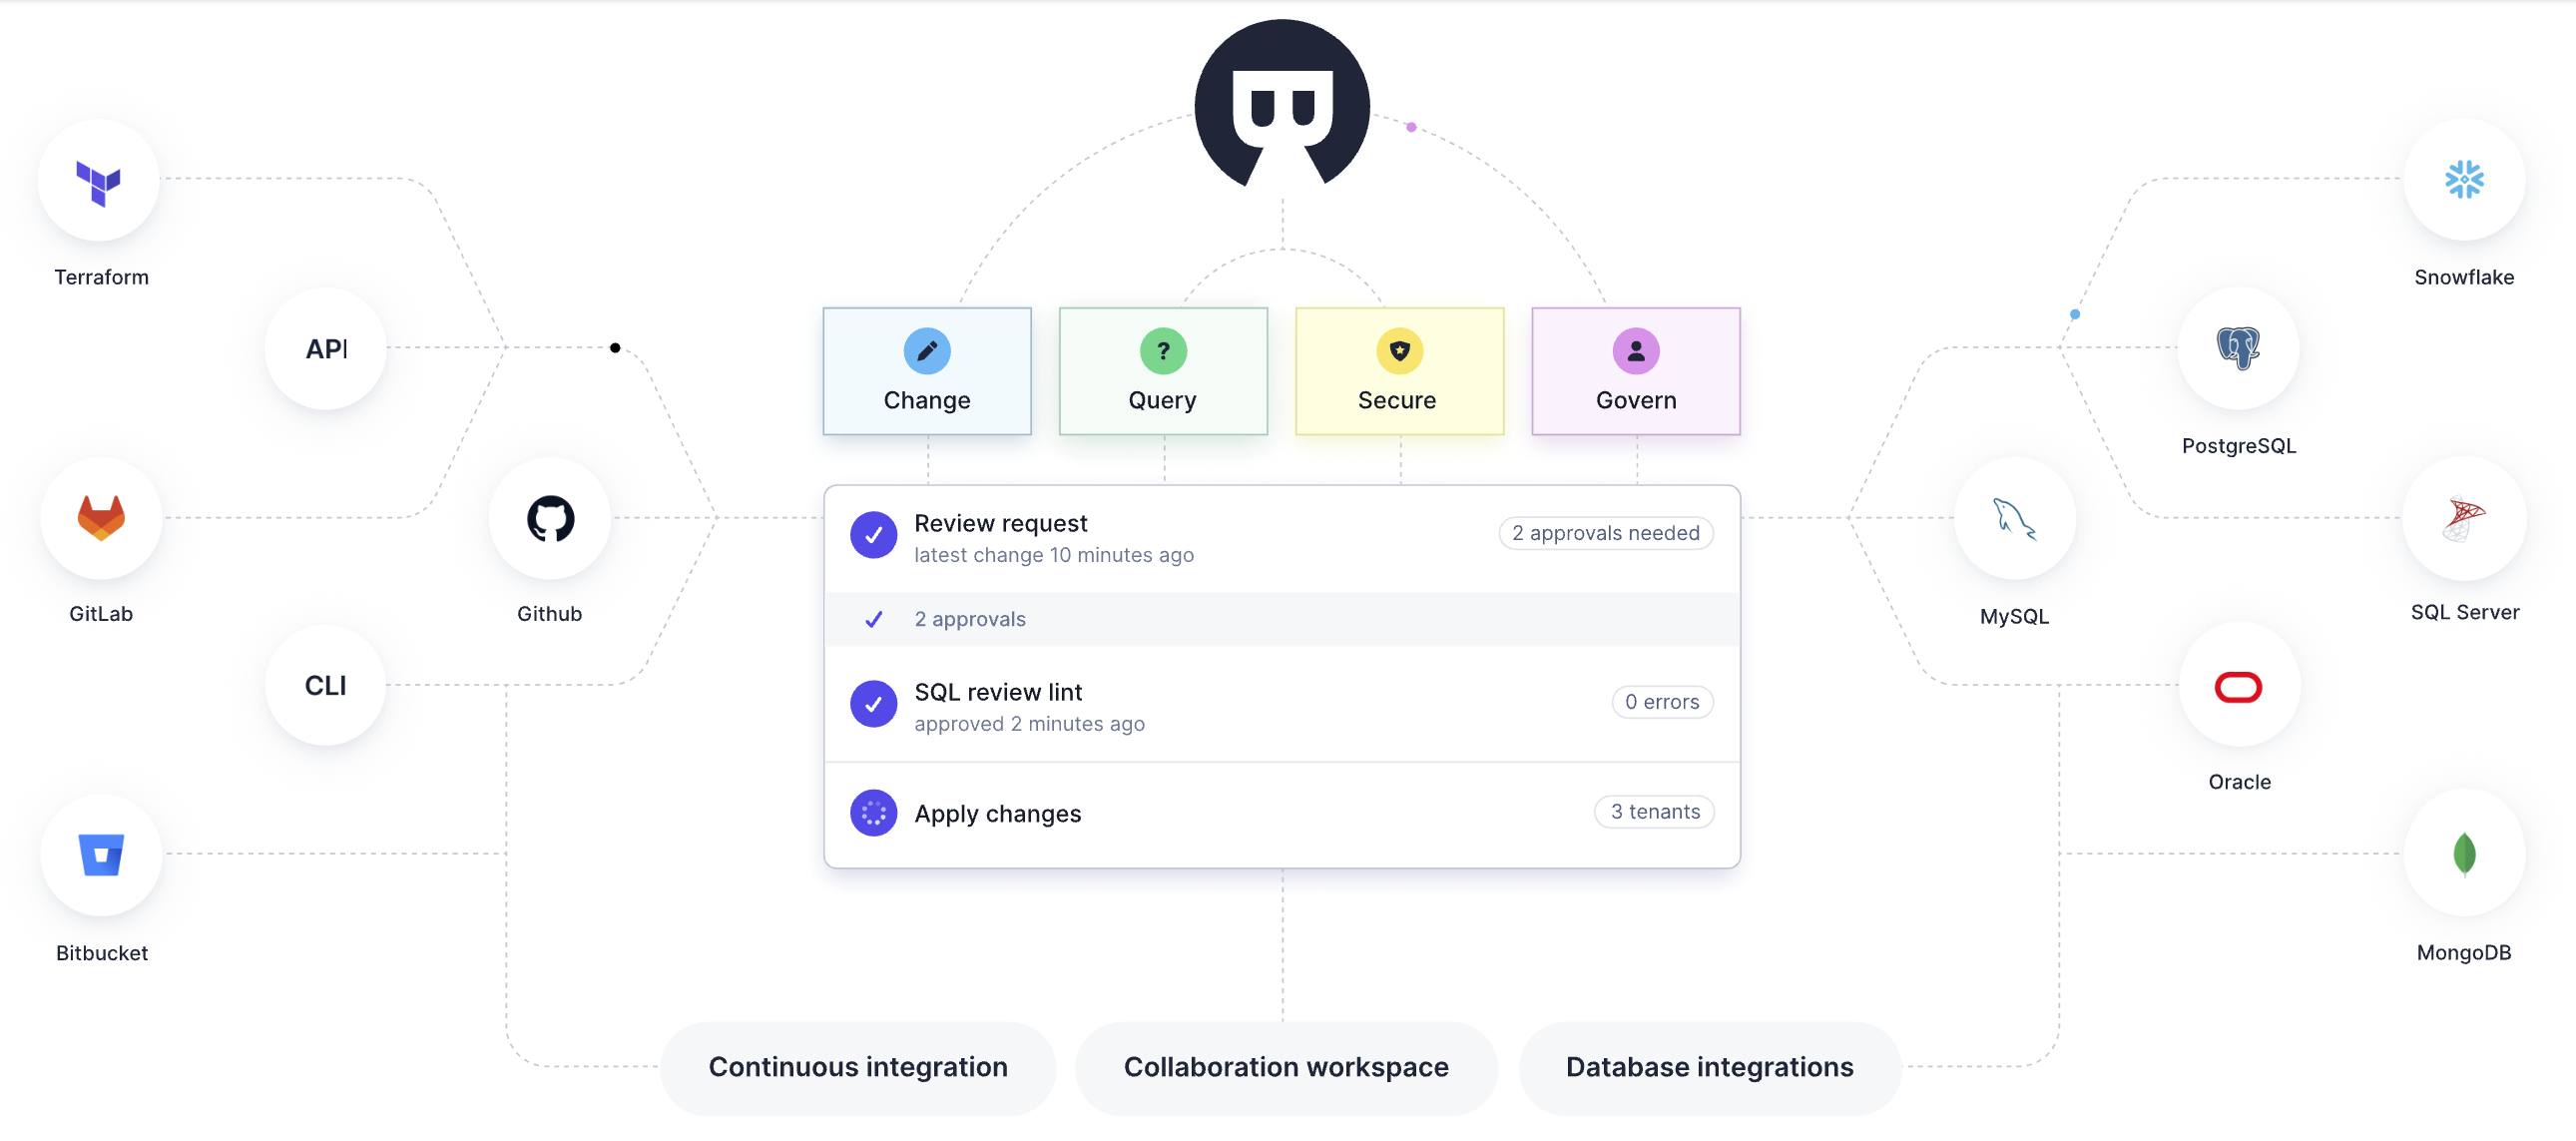 Terraform
API
GitLab
Github
CLI
Bitbucket
Change
Query
Secure
Govern
Review request
latest change 10 minutes ago
2 approvals needed
2 approvals
SQL review lint
approved 2 minutes ago
0 errors
Apply changes
3 tenants
Snowflake
PostgreSQL
MySQL
SQL Server
Oracle
MongoDB
Continuous integration
Collaboration workspace
Database integrations